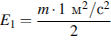 E₁ = (m · 1 м²/с²) / 2